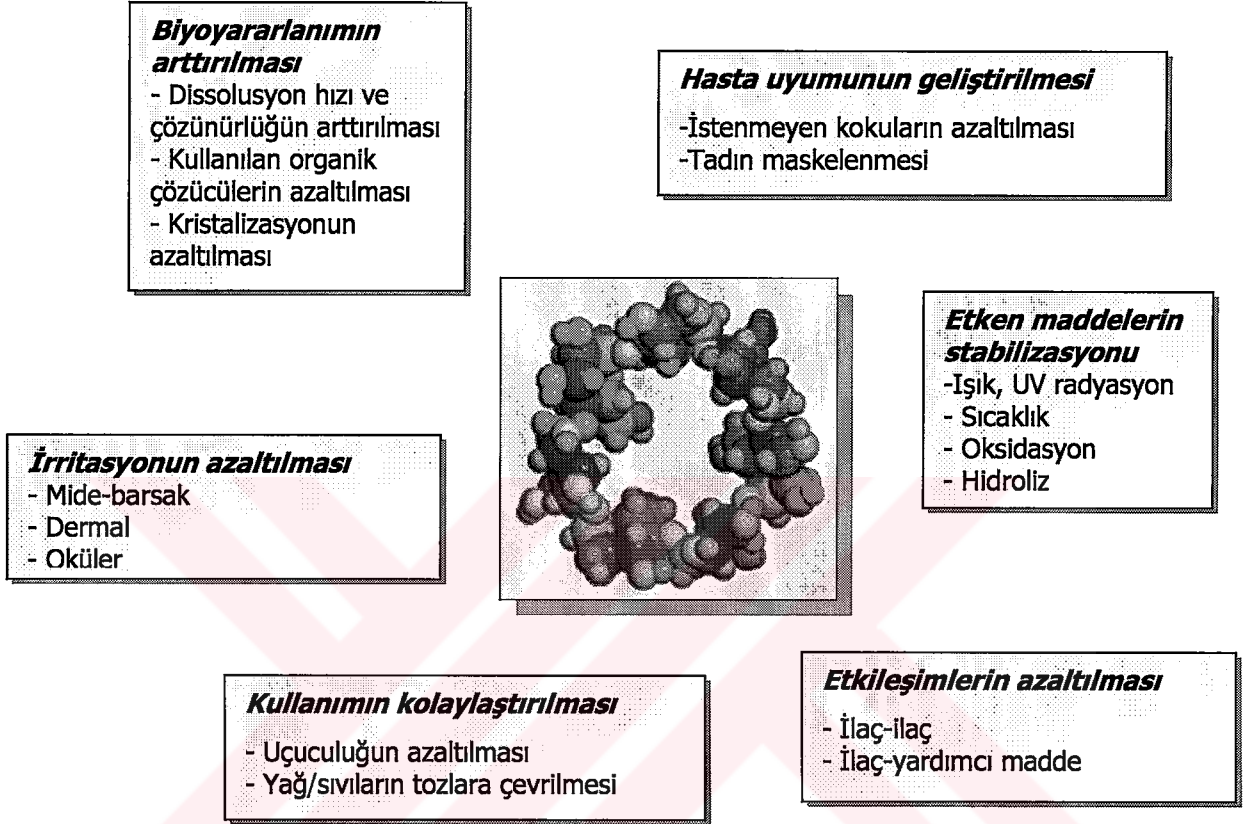 Biyoyararlanımın
arttırılması
- Dissolusyon hızı ve
çözünürlüğün arttırılması
- Kullanılan organik
çözücülerin azaltılması
- Kristalizasyonun
azaltılması
Hasta uyumunun geliştirilmesi
-İstenmeyen kokuların azaltılması
-Tadın maskelenmesi
Etken maddelerin
stabilizasyonu
-Işık, UV radyasyon
- Sıcaklık
- Oksidasyon
- Hidroliz
İrritasyonun azaltılması
- Mide-barsak
- Dermal
- Oküler
Kullanımın kolaylaştırılması
- Uçuculuğun azaltılması
- Yağ/sıvıların tozlara çevrilmesi
Etkileşimlerin azaltılması
- İlaç-ilaç
- İlaç-yardımcı madde